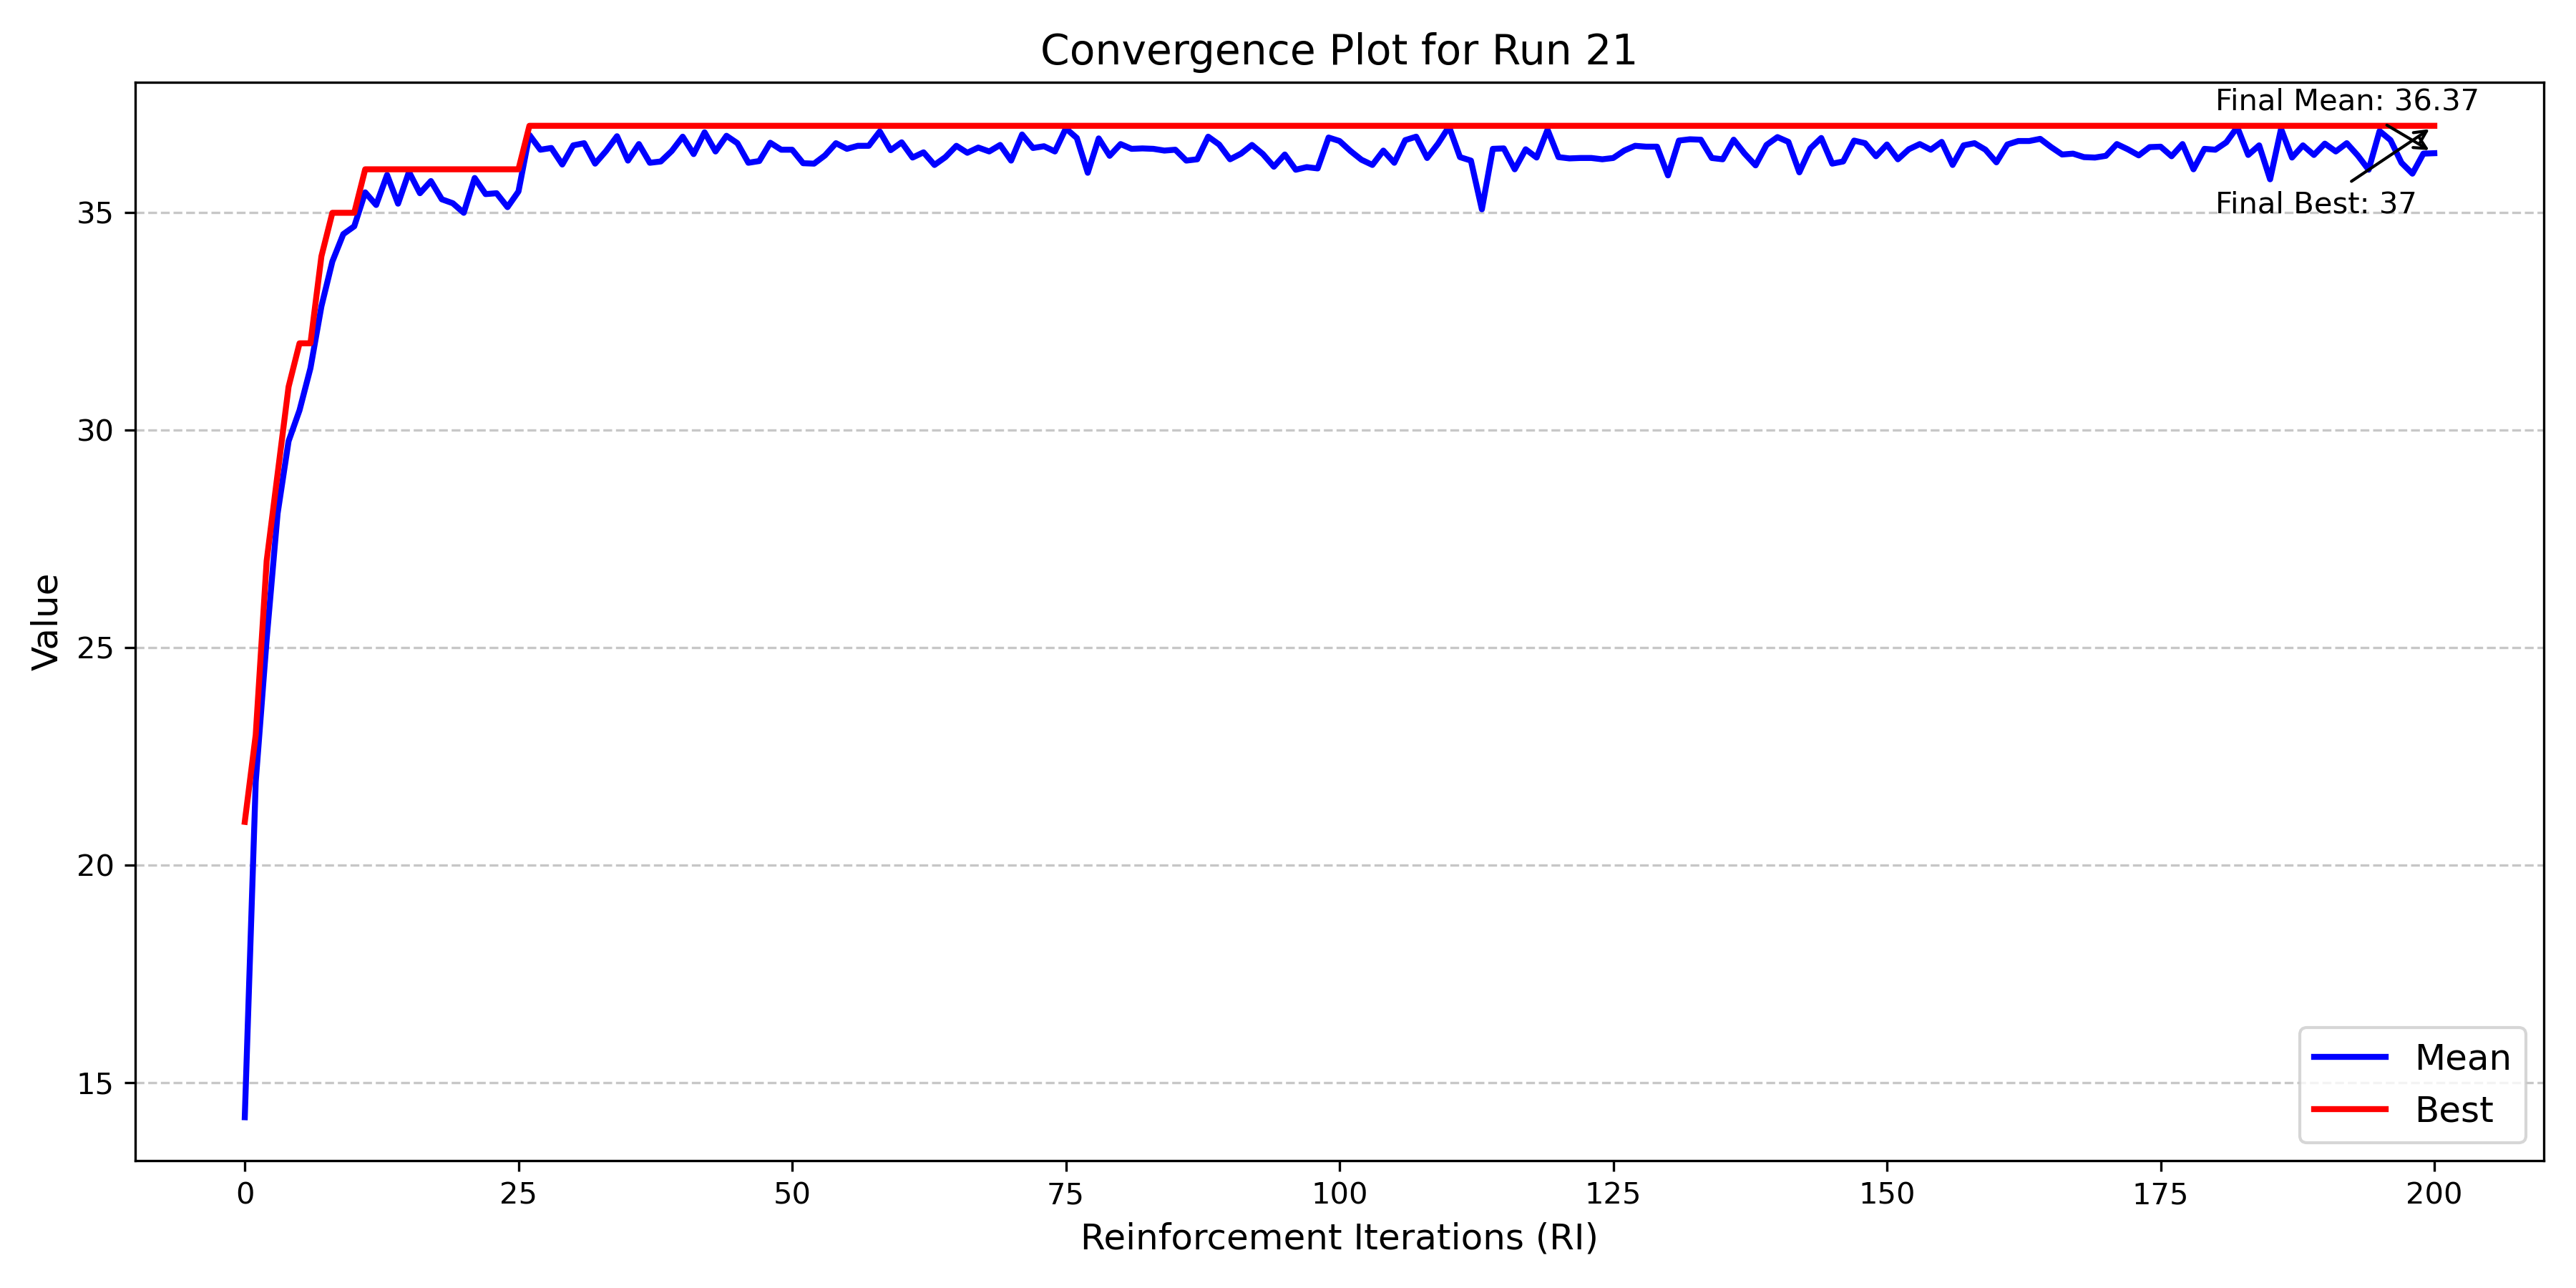 Convergence Plot for Run 21
Final Mean: 36.37
Final Best: 37
Value
35
30
25
20
15
0 25 50 75 100 125 150 175 200
Reinforcement Iterations (RI)
Mean
Best